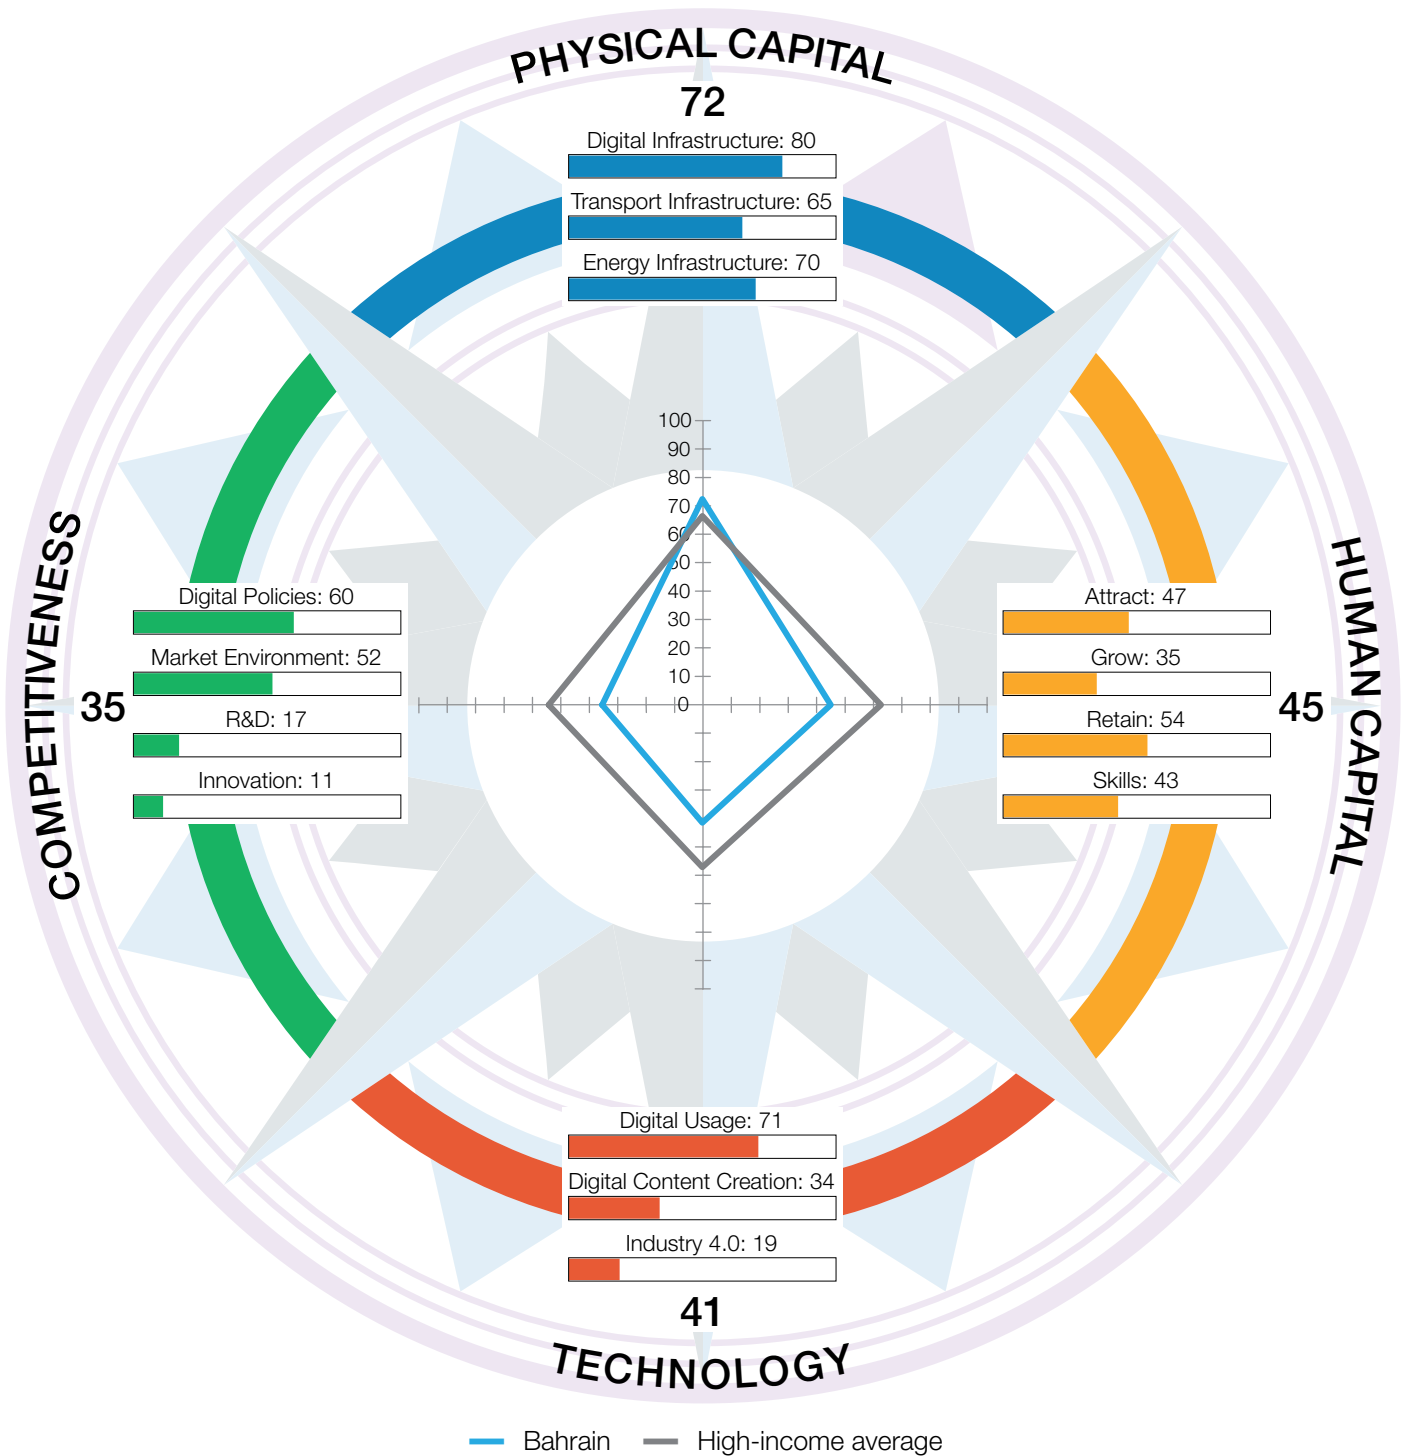 PHYSICAL CAPITAL
72
Digital Infrastructure: 80
Transport Infrastructure: 65
Energy Infrastructure: 70
100
90
80
70
60
50
40
30
20
10
0
COMPETITIVENESS
35
Digital Policies: 60
Market Environment: 52
R&D: 17
Innovation: 11
HUMAN CAPITAL
45
Attract: 47
Grow: 35
Retain: 54
Skills: 43
Digital Usage: 71
Digital Content Creation: 34
Industry 4.0: 19
41
TECHNOLOGY
Bahrain
High-income average